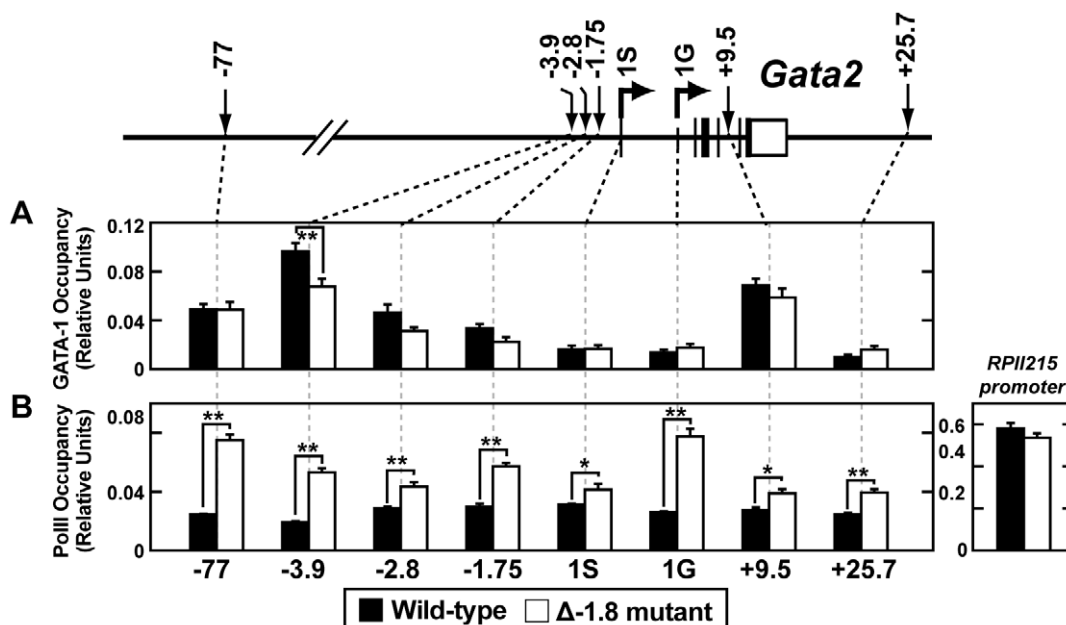 -77
-3.9
-2.8
-1.75
1S
1G
+9.5
Gata2
+25.7
A
GATA-1 Occupancy
(Relative Units)
0.12
0.08
0.04
0
**
B
PolII Occupancy
(Relative Units)
0.08
0.04
0
**
**
**
**
*
**
*
**
RPII215
promoter
0.6
0.4
0.2
0
-77 -3.9 -2.8 -1.75 1S 1G +9.5 +25.7
Wild-type Δ-1.8 mutant